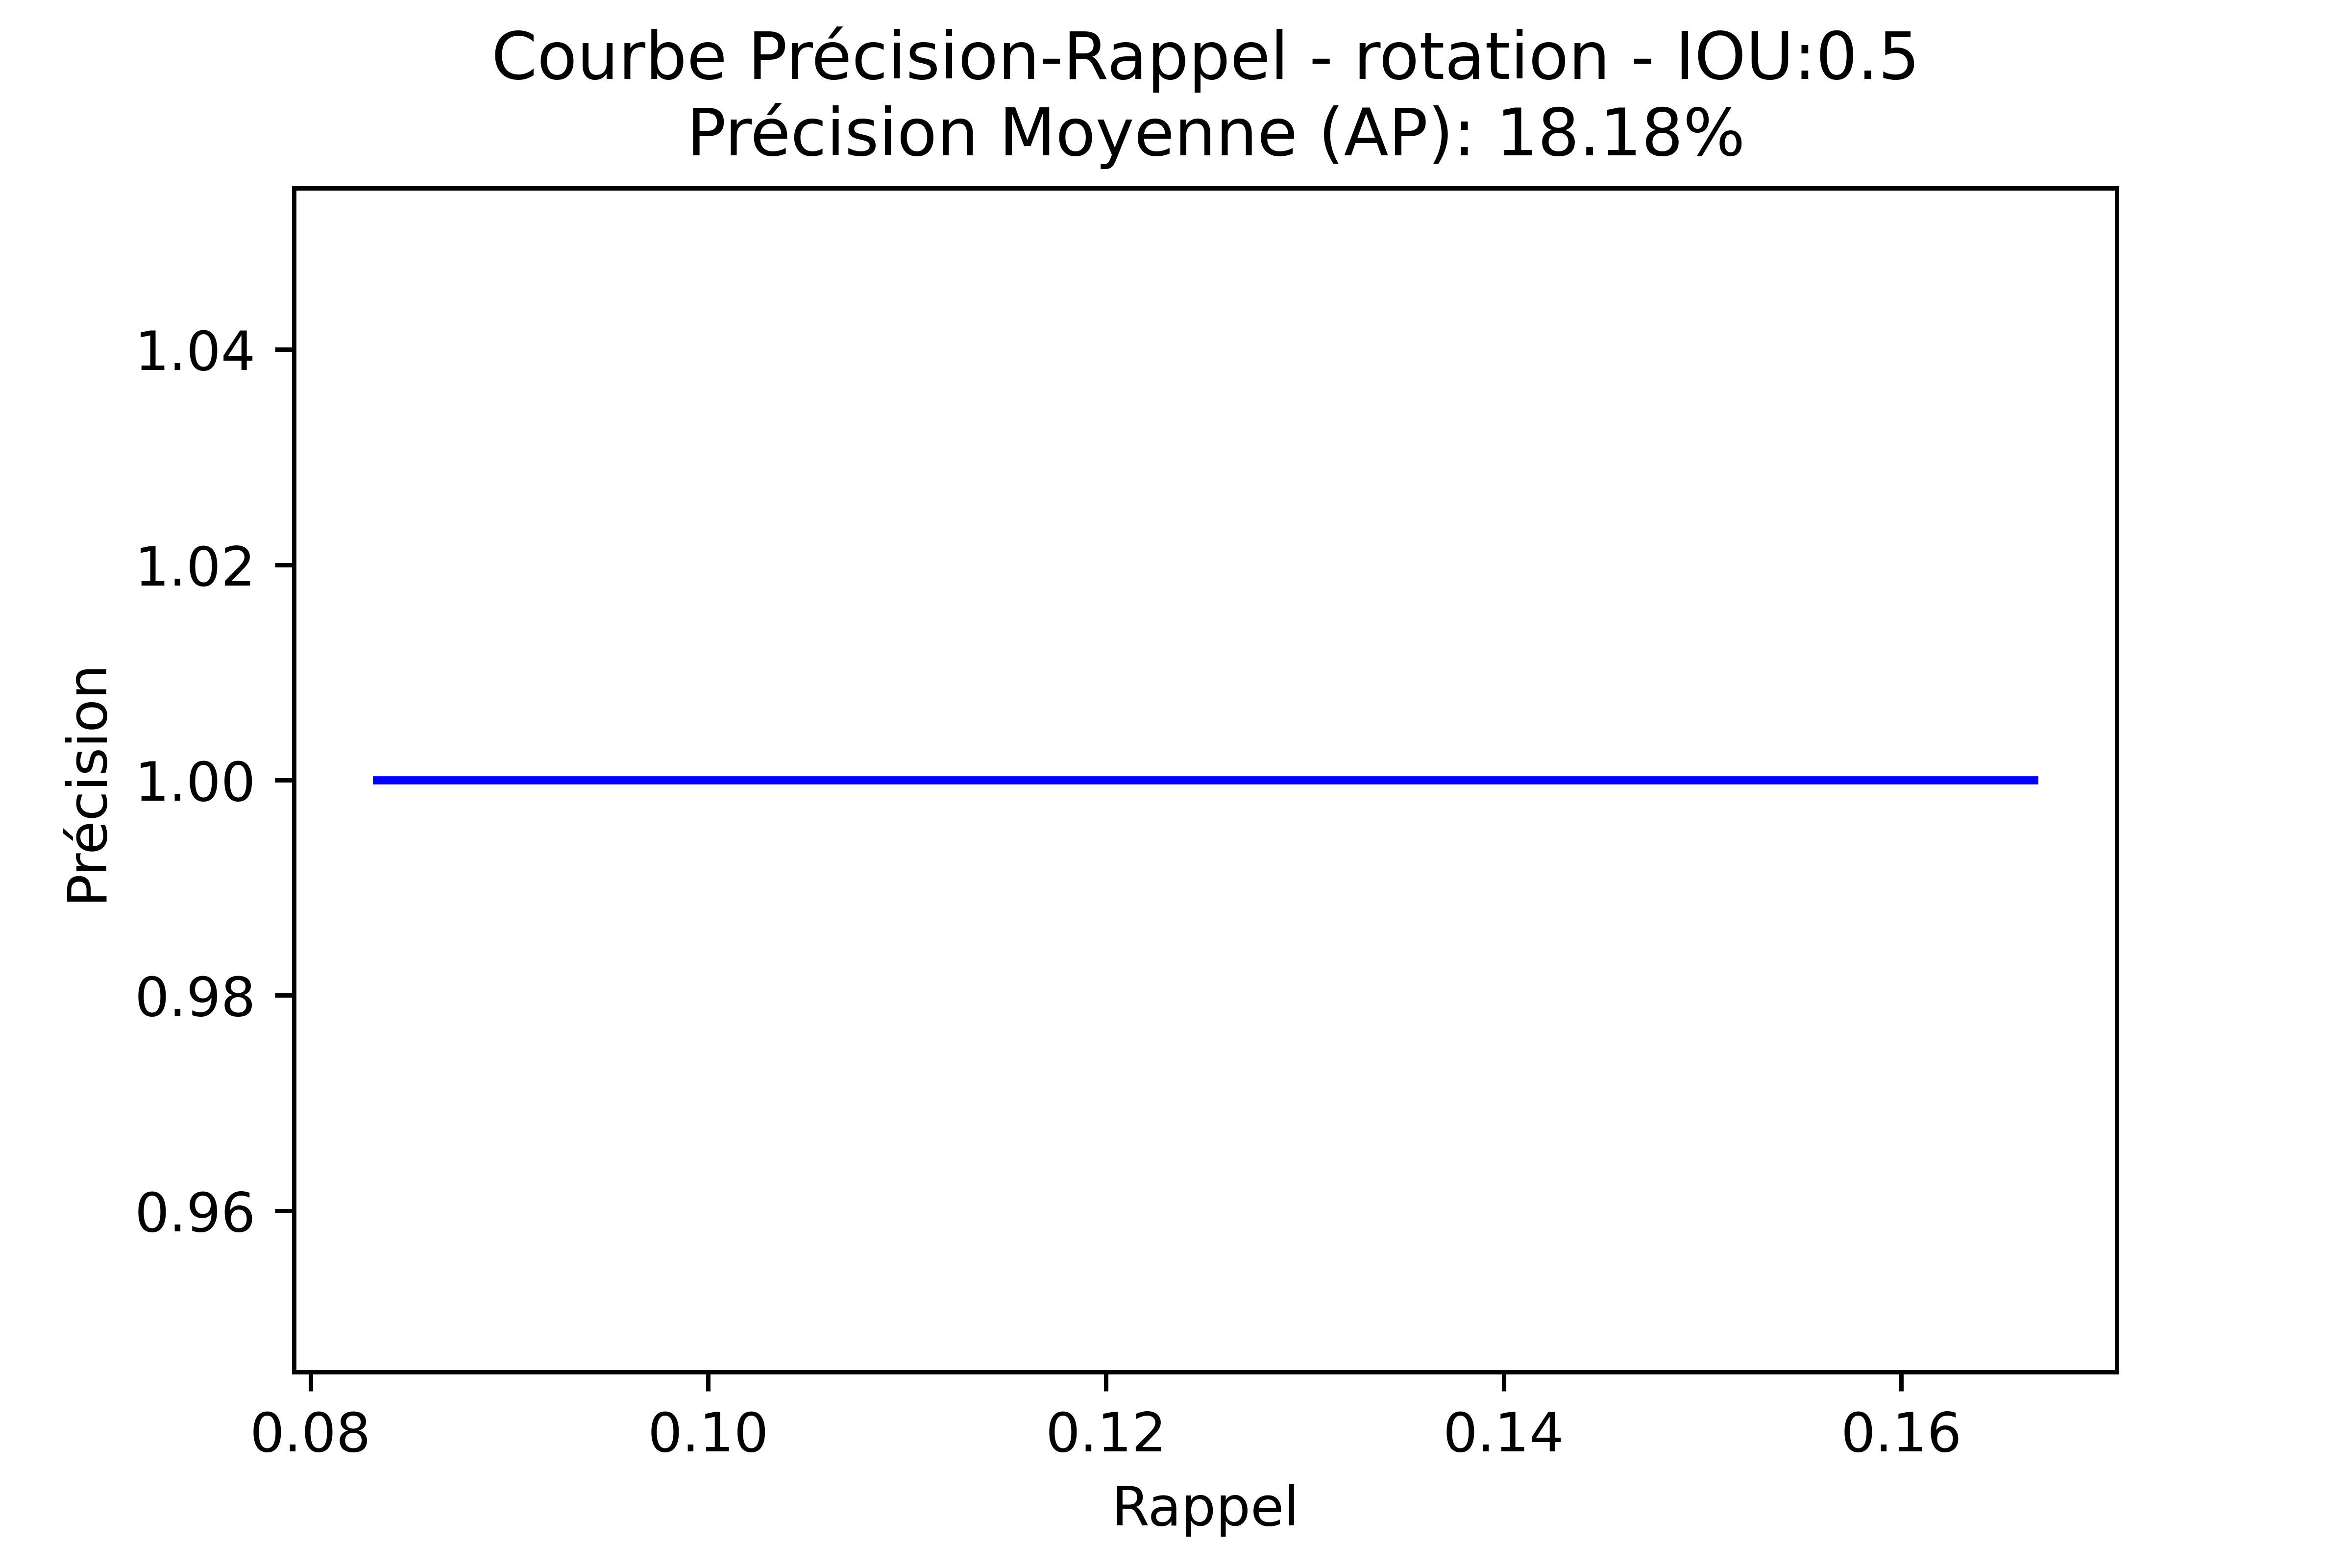 Courbe Précision-Rappel - rotation - IOU:0.5
Précision Moyenne (AP): 18.18%
1.04
1.02
1.00
0.98
0.96
Précision
0.08 0.10 0.12 0.14 0.16
Rappel